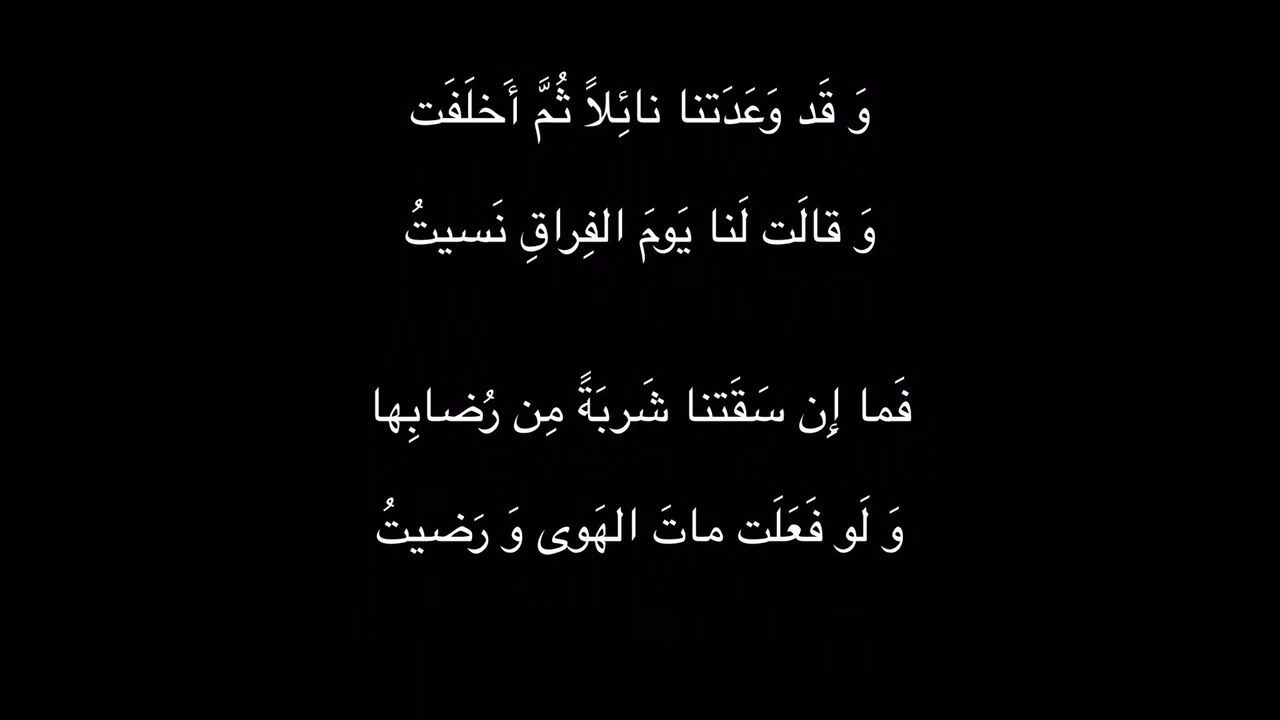 وَ قَد وَعَدَتنا نائِلاً ثُمَّ أَخلَفَت
وَ قالَت لَنا يَومَ الفِراقِ نَسيتُ
فَما إِن سَقَتنا شَربَةً مِن رُضابِها
وَ لَو فَعَلَت ماتَ الهَوى وَ رَضيتُ